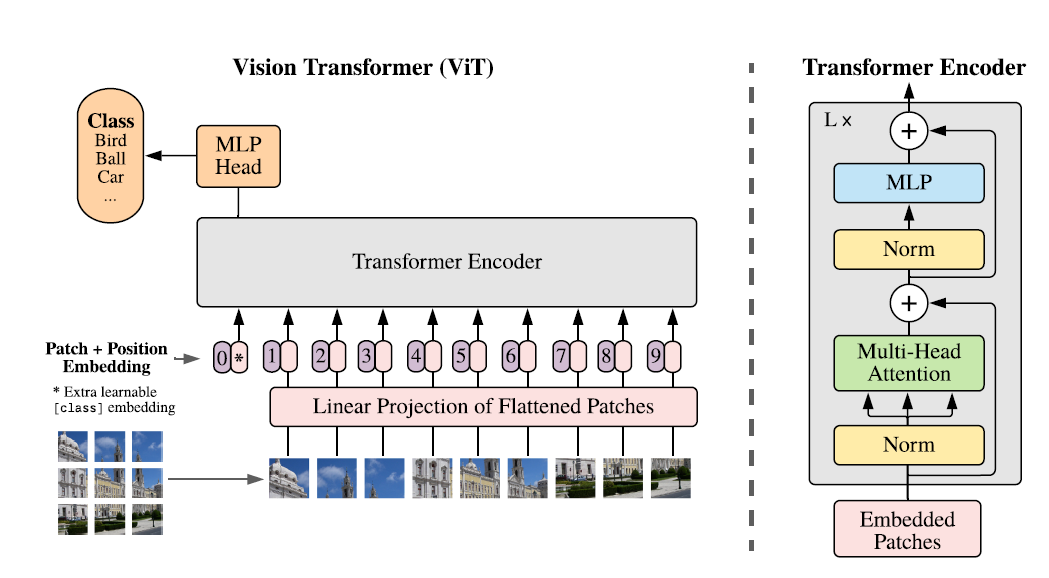 Vision Transformer (ViT)
Class
Bird
Ball
Car
...
MLP
Head
Transformer Encoder
Patch + Position
Embedding
* Extra learnable
[class] embedding
0 * 1 2 3 4 5 6 7 8 9
Linear Projection of Flattened Patches
Transformer Encoder
L ×
+
MLP
Norm
+
Multi-Head
Attention
Norm
Embedded
Patches